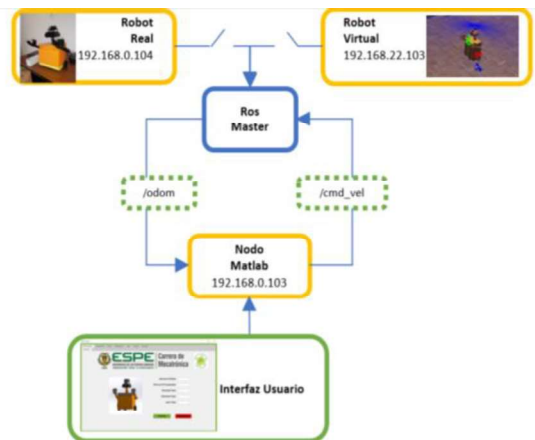 Robot
Real
192.168.0.104
Robot
Virtual
192.168.22.103
Ros
Master
/odom
/cmd_vel
Nodo
Matlab
192.168.0.103
ESPE
Carrera de
Mecatrónica
Interfaz Usuario